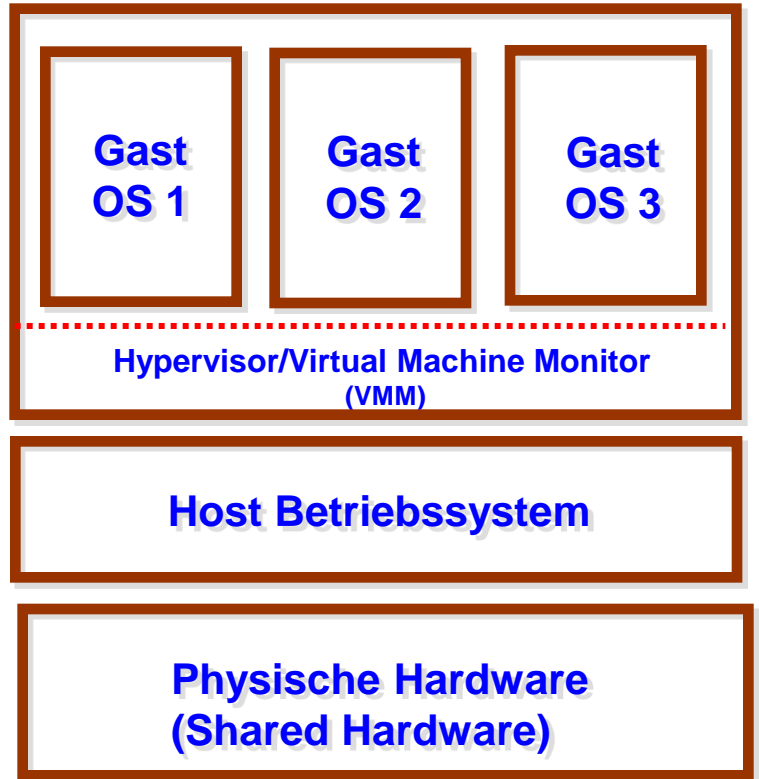 Gast
OS 1
Gast
OS 2
Gast
OS 3
Hypervisor/Virtual Machine Monitor
(VMM)
Host Betriebssystem
Physische Hardware
(Shared Hardware)